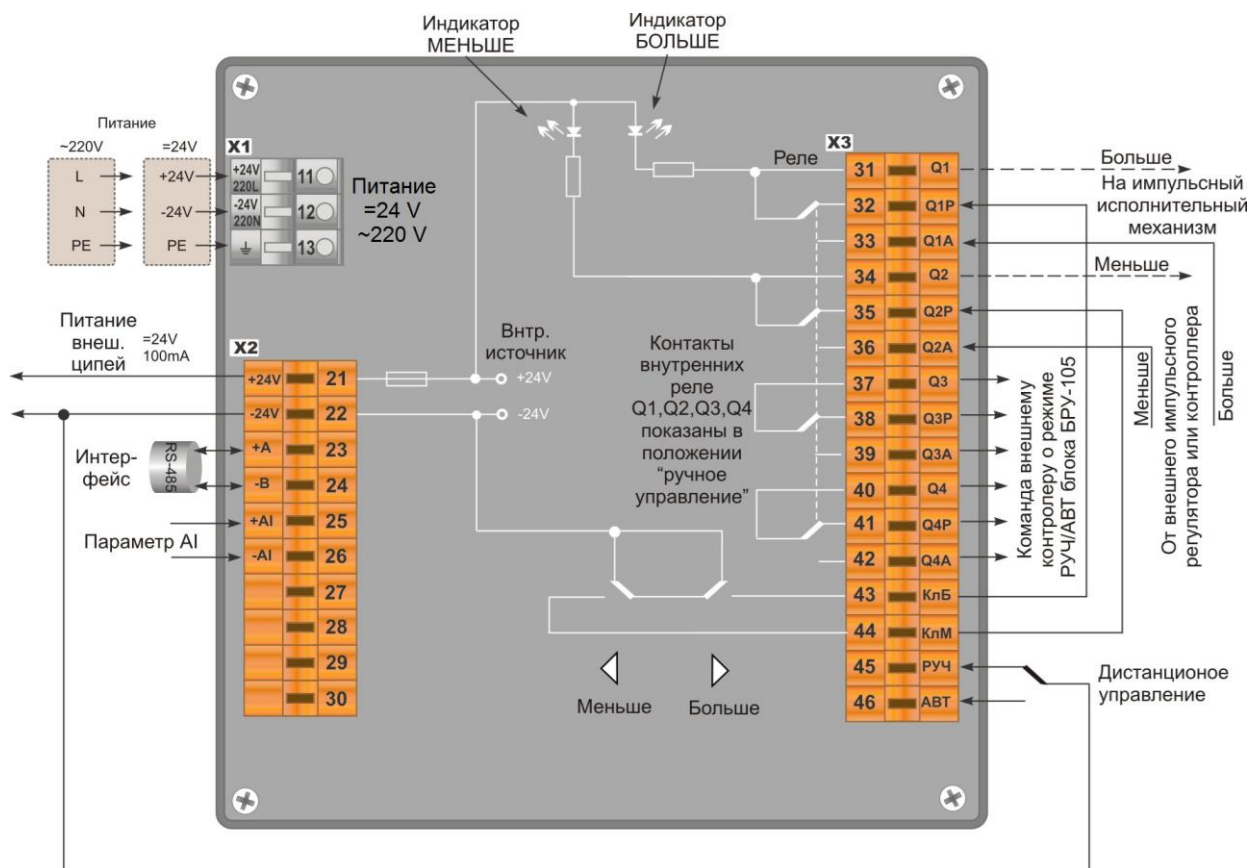 Индикатор
МЕНЬШЕ
Индикатор
БОЛЬШЕ
Питание
~220V
=24V
L
+24V
N
-24V
PE
PE
X1
+24V
220L
11
-24V
220N
12
13
Питание
=24 V
~220 V
Питание
внеш.
ципей
=24V
100mA
X2
+24V
21
-24V
22
+A
23
-B
24
+AI
25
-AI
26
27
28
29
30
Интер-
фейс
RS-485
Параметр AI
Внтр.
источник
+24V
-24V
Контакты
внутренних
реле
Q1,Q2,Q3,Q4
показаны в
положении
“ручное
управление”
Меньше
Больше
Реле
X3
31 Q1
32 Q1P
33 Q1A
34 Q2
35 Q2P
36 Q2A
37 Q3
38 Q3P
39 Q3A
40 Q4
41 Q4P
42 Q4A
43 КлБ
44 КлМ
45 РУЧ
46 АВТ
Больше
На импульсный
исполнительный
механизм
Меньше
Команда внешнему
контролеру о режиме
РУЧ/АВТ блока БРУ-105
Меньше
От внешнего импульсного
регулятора или контроллера
Больше
Дистанционое
управление